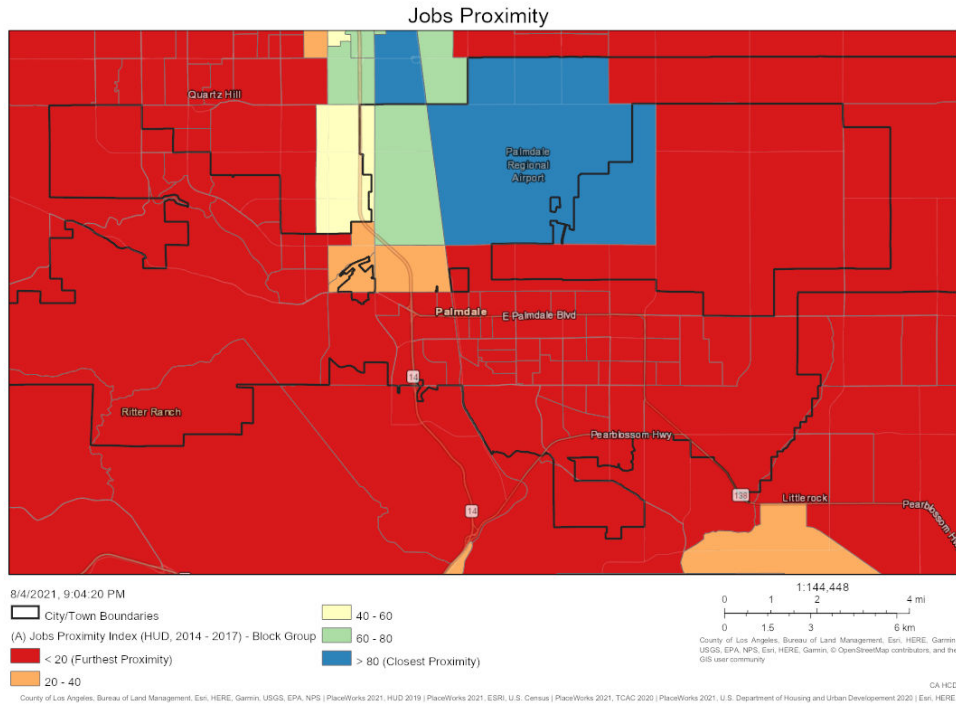 Jobs Proximity
Quartz Hill
Palmdale
Regional
Airport
Palmdale
E Palmdale Blvd
14
Ritter Ranch
Pearblossom Hwy
138
Littlerock
14
Pearblossom Hw
8/4/2021, 9:04:20 PM
City/Town Boundaries
(A) Jobs Proximity Index (HUD, 2014 - 2017) - Block Group
< 20 (Furthest Proximity)
20 - 40
40 - 60
60 - 80
> 80 (Closest Proximity)
1:144,448
0 1 2 4 mi
0 1.5 3 6 km
County of Los Angeles, Bureau of Land Management, Esri, HERE, Garmin,
USGS, EPA, NPS, Esri, HERE, Garmin, © OpenStreetMap contributors, and the
GIS user community
CA HCD
County of Los Angeles, Bureau of Land Management, Esri, HERE, Garmin, USGS, EPA, NPS | PlaceWorks 2021, HUD 2019 | PlaceWorks 2021, ESRI, U.S. Census | PlaceWorks 2021, TCAC 2020 | PlaceWorks 2021, U.S. Department of Housing and Urban Developement 2020 | Esri, HERE